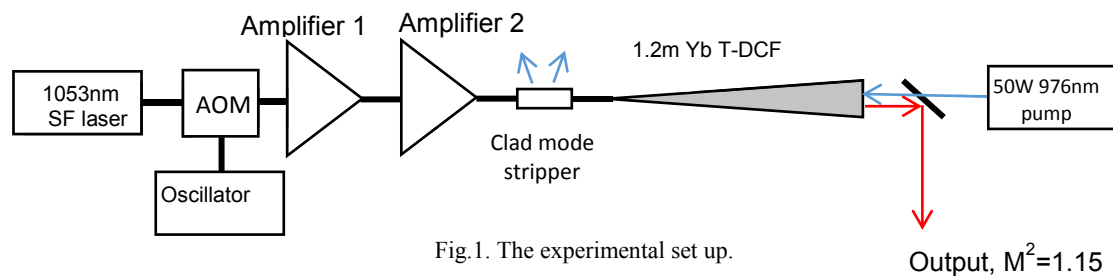 Amplifier 1
Amplifier 2
1.2m Yb T-DCF
1053nm
SF laser
AOM
50W 976nm
pump
Clad mode
stripper
Oscillator
Fig.1. The experimental set up.
Output, M²=1.15